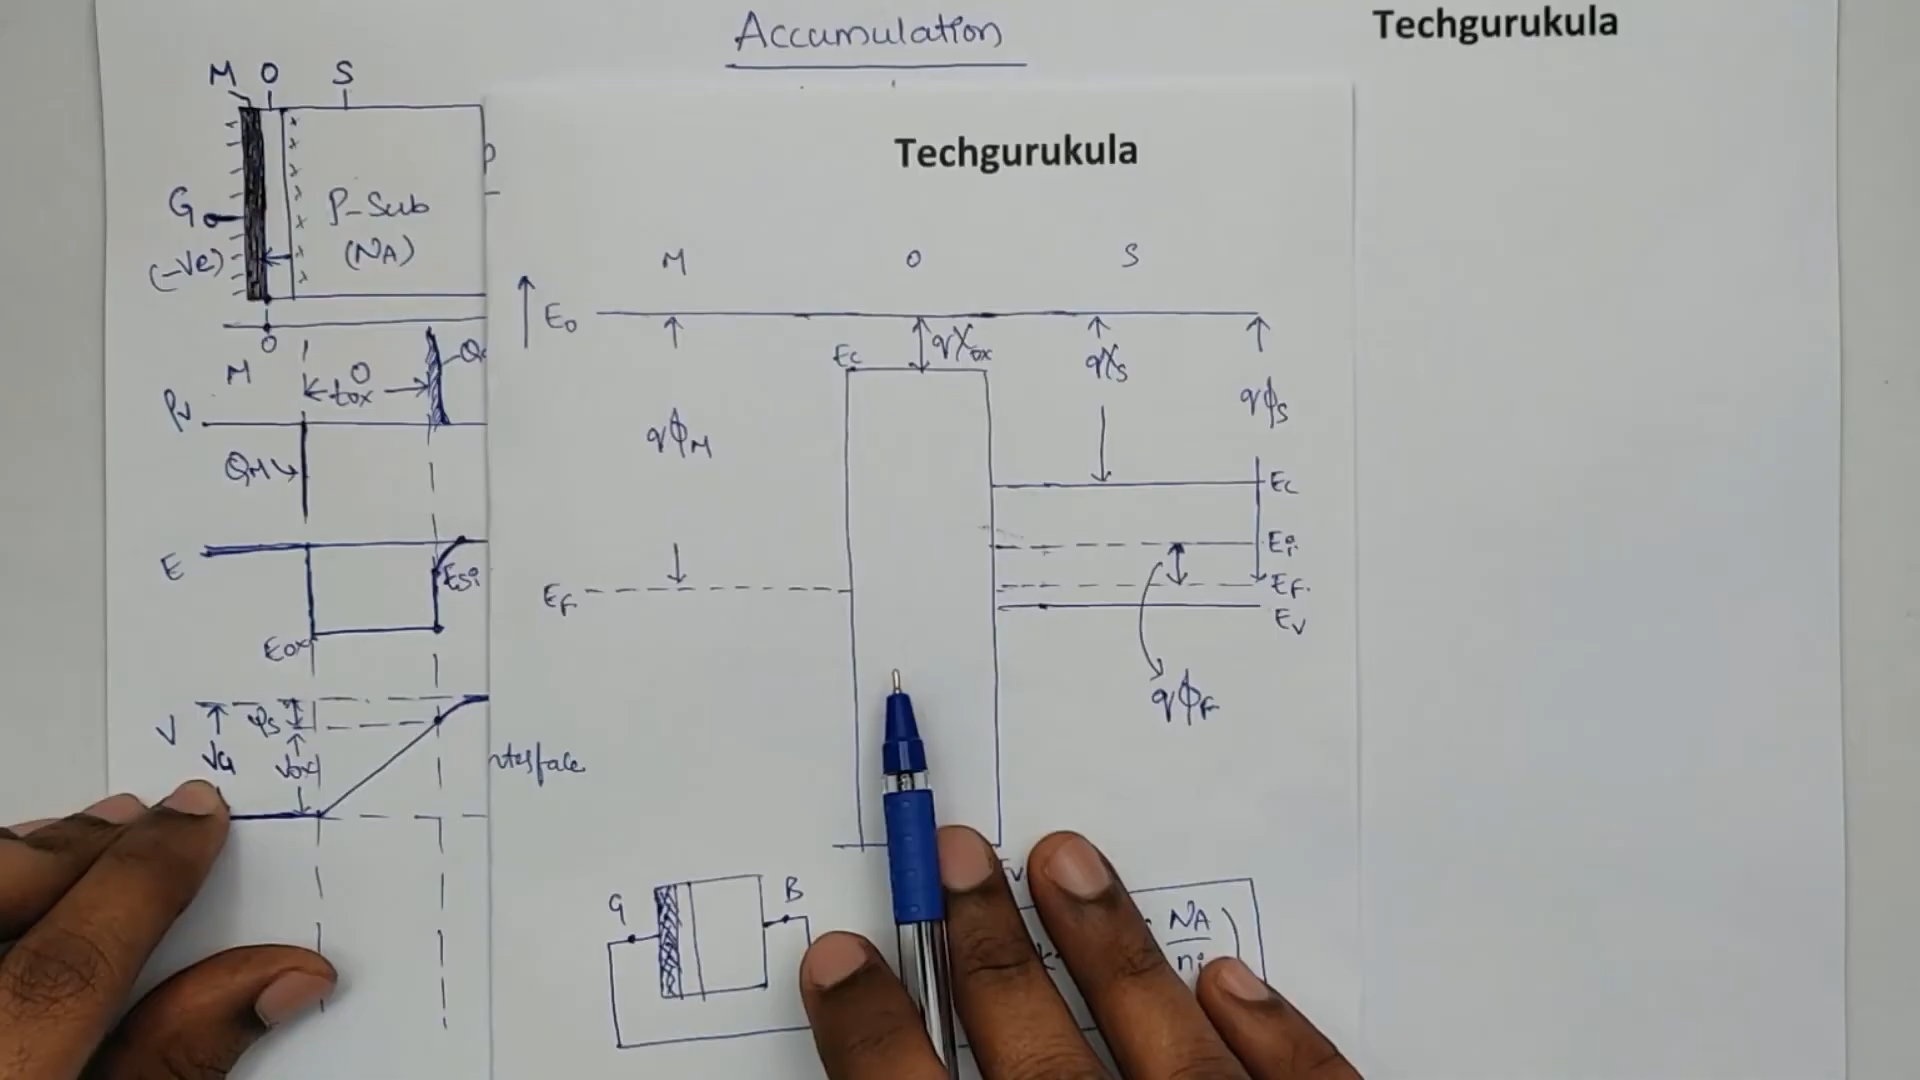 Accumulation
Techgurukula
M O S
G
(-ve)
P-Sub
(NA)
O
M
O
tox
ρv
QM
E
Esi
Eox
V
VG
φs
Vox
Techgurukula
M O S
E₀
Ec
qχox
qχs
qφs
qφM
Ec
Ei
EF
EF
Ev
qφF
G
B
NA
ni